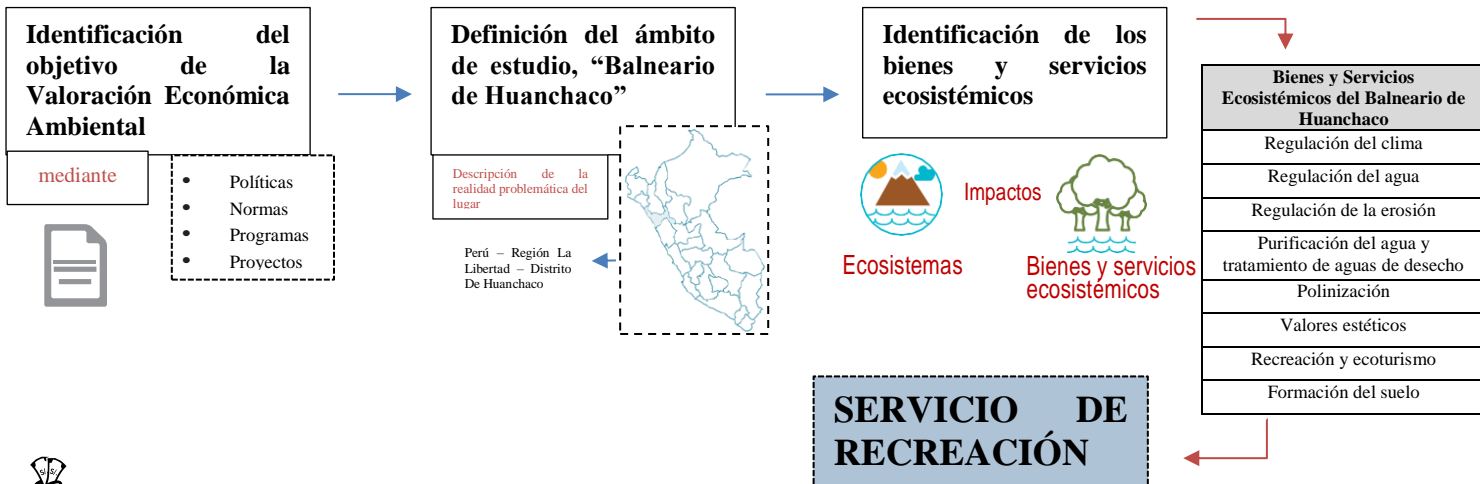 Identificación del
objetivo de la
Valoración Económica
Ambiental
mediante
• Políticas
• Normas
• Programas
• Proyectos
Definición del ámbito
de estudio, “Balneario
de Huanchaco”
Descripción de la
realidad problemática del
lugar
Perú – Región La
Libertad – Distrito
De Huanchaco
Identificación de los
bienes y servicios
ecosistémicos
Impactos
Ecosistemas
Bienes y servicios
ecosistémicos
Bienes y Servicios
Ecosistémicos del Balneario de
Huanchaco
Regulación del clima
Regulación del agua
Regulación de la erosión
Purificación del agua y
tratamiento de aguas de desecho
Polinización
Valores estéticos
Recreación y ecoturismo
Formación del suelo
SERVICIO DE
RECREACIÓN